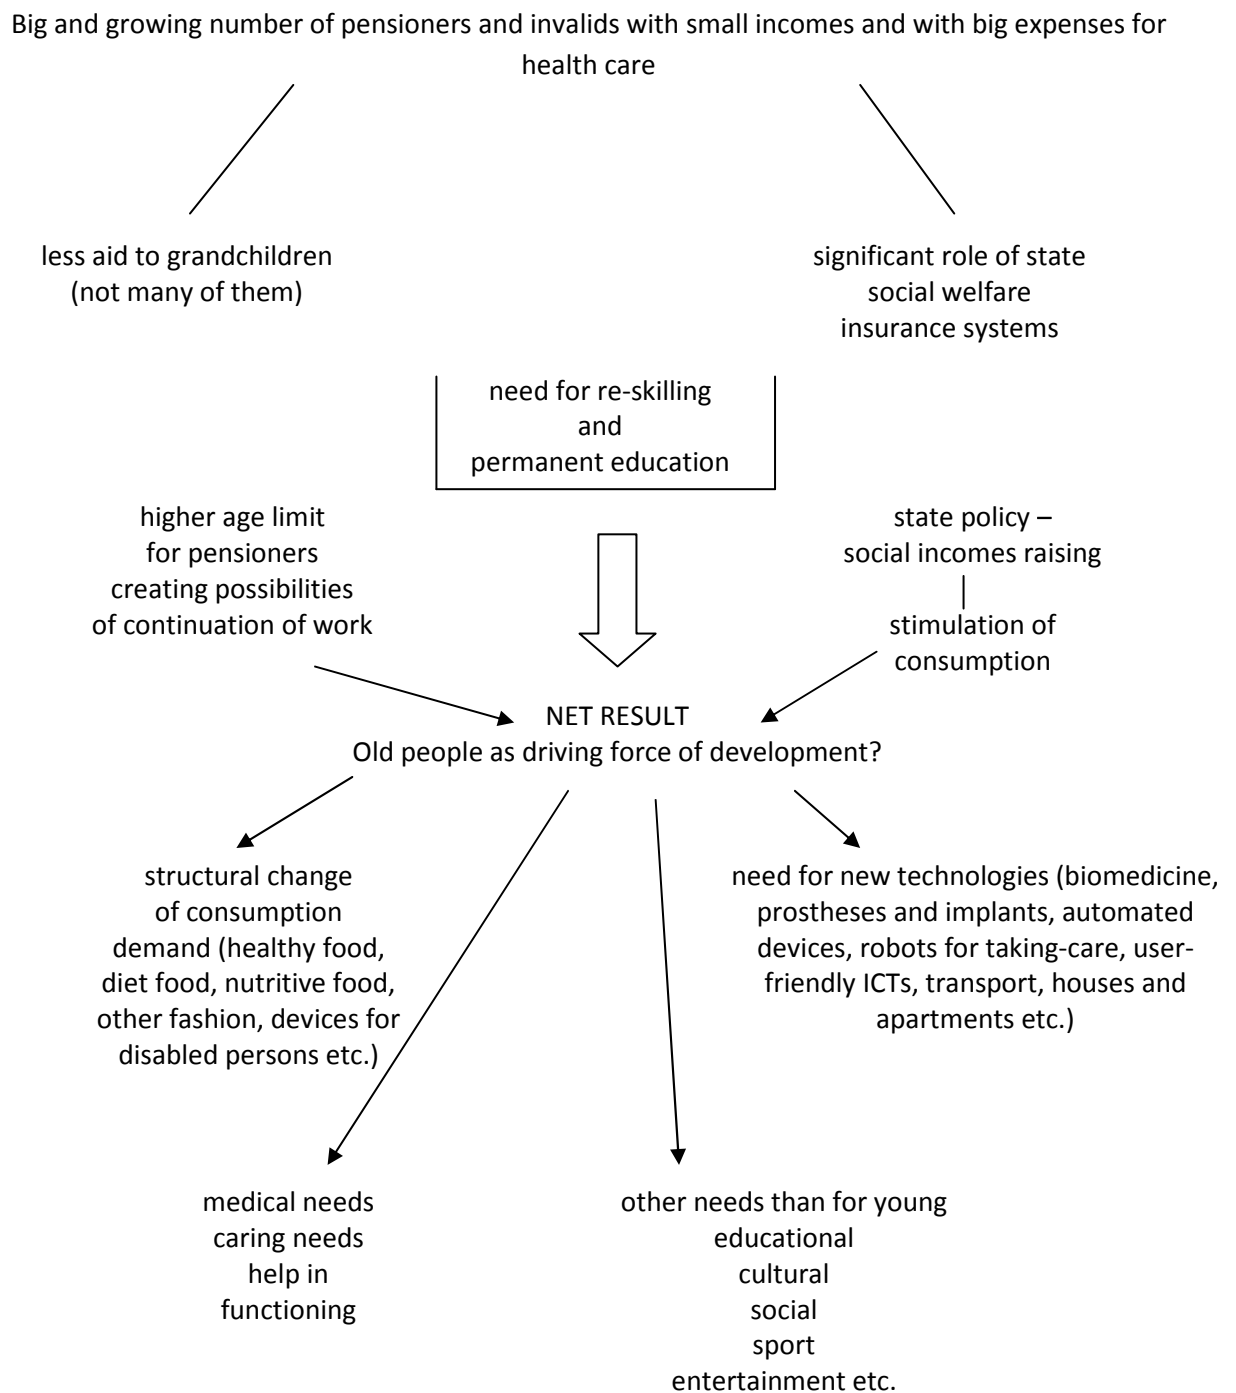 Big and growing number of pensioners and invalids with small incomes and with big expenses for
health care
less aid to grandchildren
(not many of them)
significant role of state
social welfare
insurance systems
need for re-skilling
and
permanent education
higher age limit
for pensioners
creating possibilities
of continuation of work
state policy –
social incomes raising
stimulation of
consumption
NET RESULT
Old people as driving force of development?
structural change
of consumption
demand (healthy food,
diet food, nutritive food,
other fashion, devices for
disabled persons etc.)
need for new technologies (biomedicine,
prostheses and implants, automated
devices, robots for taking-care, user-
friendly ICTs, transport, houses and
apartments etc.)
medical needs
caring needs
help in
functioning
other needs than for young
educational
cultural
social
sport
entertainment etc.